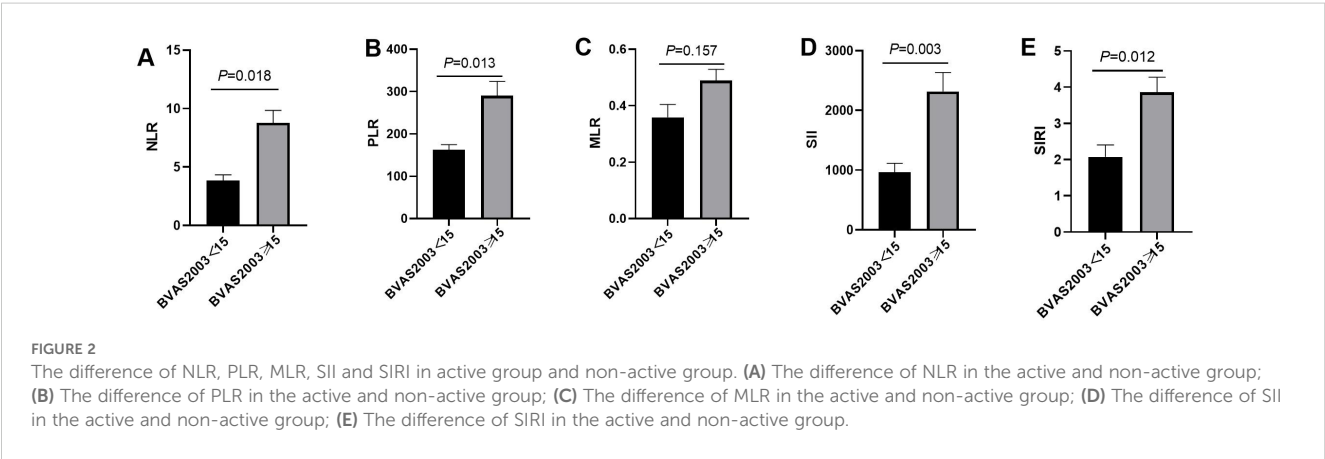 A
15
10
5
0
NLR
P=0.018
BVAS2003<15
BVAS2003⩾15
B
400
300
200
100
0
PLR
P=0.013
BVAS2003<15
BVAS2003⩾15
C
0.6
0.4
0.2
0.0
MLR
P=0.157
BVAS2003<15
BVAS2003⩾15
D
3000
2000
1000
0
SII
P=0.003
BVAS2003<15
BVAS2003⩾15
E
5
4
3
2
1
0
SIRI
P=0.012
BVAS2003<15
BVAS2003⩾15
FIGURE 2
The difference of NLR, PLR, MLR, SII and SIRI in active group and non-active group. (A) The difference of NLR in the active and non-active group;
(B) The difference of PLR in the active and non-active group; (C) The difference of MLR in the active and non-active group; (D) The difference of SII
in the active and non-active group; (E) The difference of SIRI in the active and non-active group.